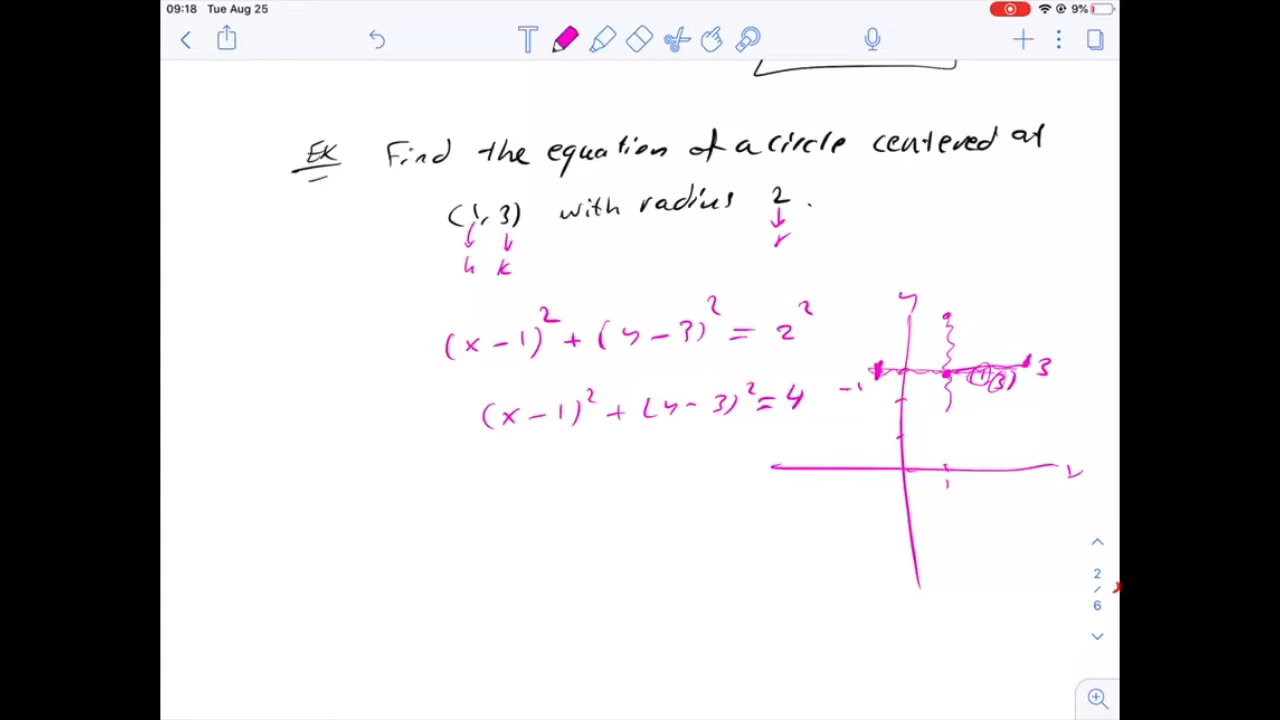 09:18 Tue Aug 25 9%
T
Ex Find the equation of a circle centered at
(1, 3) with radius 2.
h k r
(x - 1)² + (y - 3)² = 2²
(x - 1)² + (y - 3)² = 4
y
3
(1, 3)
-1
x
1
2
/
6